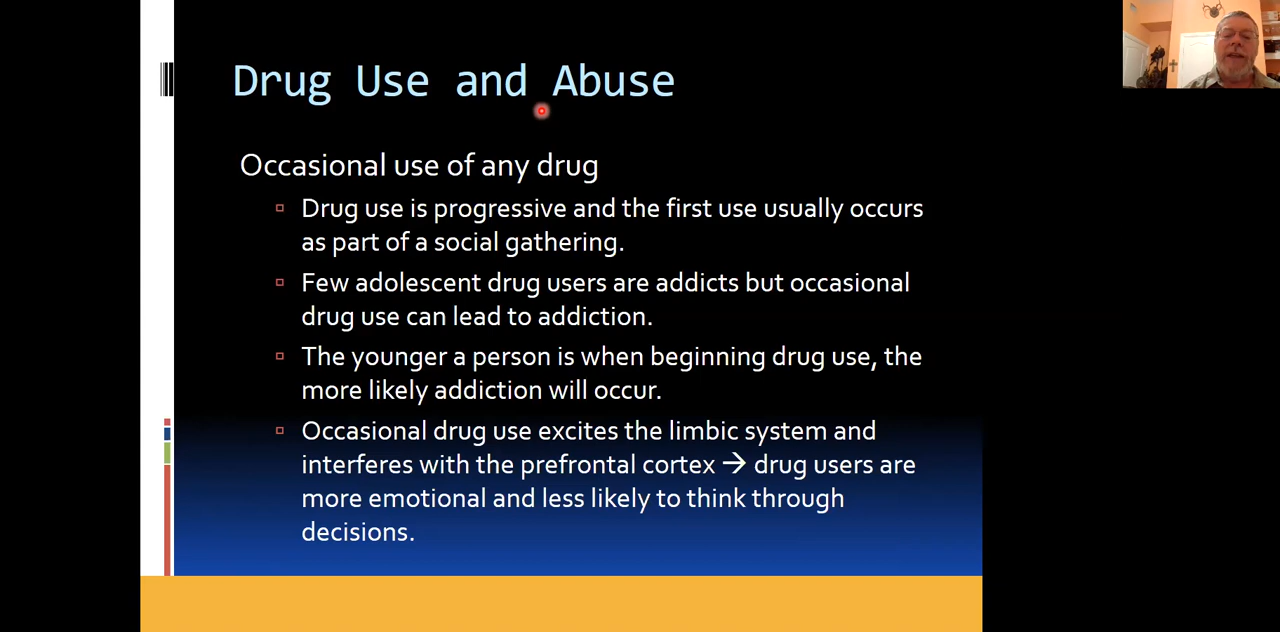 Drug Use and Abuse
Occasional use of any drug
Drug use is progressive and the first use usually occurs
as part of a social gathering.
Few adolescent drug users are addicts but occasional
drug use can lead to addiction.
The younger a person is when beginning drug use, the
more likely addiction will occur.
Occasional drug use excites the limbic system and
interferes with the prefrontal cortex → drug users are
more emotional and less likely to think through
decisions.